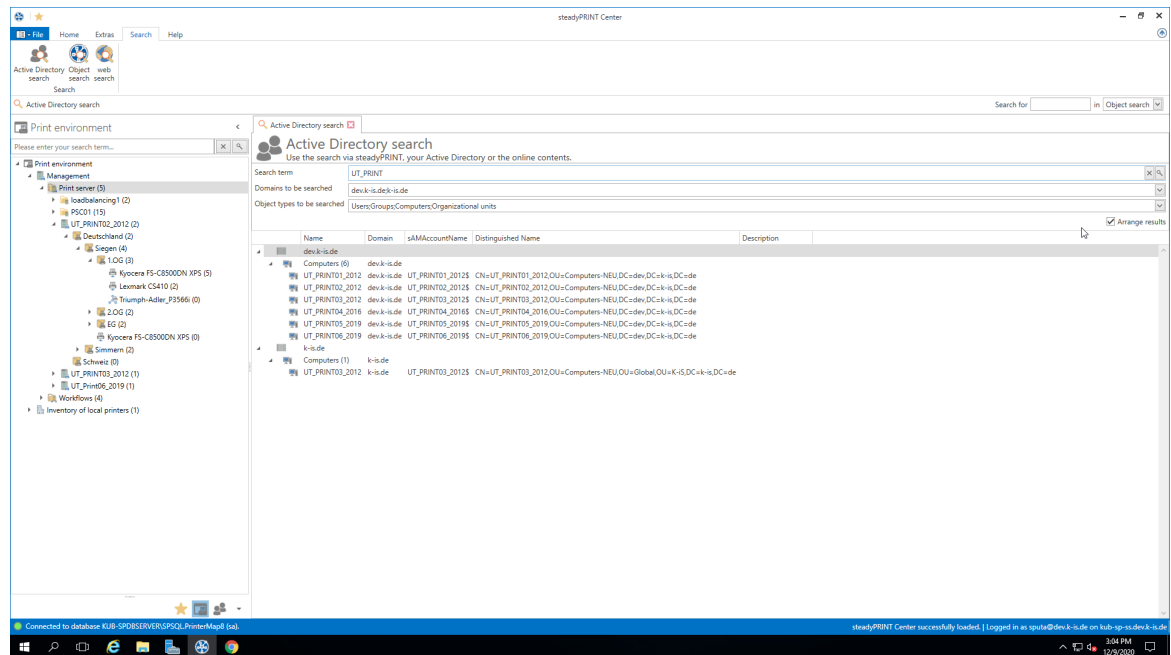 steadyPRINT Center
File Home Extras Search Help
Active Directory search
Object search
web search
Search
Active Directory search
Search for in Object search
Print environment
Please enter your search term...
Print environment
Management
Print server (5)
loadbalancing1 (2)
PSC01 (15)
UT_PRINT02_2012 (2)
Deutschland (2)
Siegen (4)
1.OG (3)
Kyocera FS-C8500DN XPS (5)
Lexmark CS410 (2)
Triumph-Adler_P3566i (0)
2.OG (2)
EG (2)
Kyocera FS-C8500DN XPS (0)
Simmern (2)
Schweiz (0)
UT_PRINT03_2012 (1)
UT_Print06_2019 (1)
Workflows (4)
Inventory of local printers (1)
Active Directory search
Active Directory search
Use the search via steadyPRINT, your Active Directory or the online contents.
Search term UT_PRINT
Domains to be searched dev.k-is.de;k-is.de
Object types to be searched Users;Groups;Computers;Organizational units
Arrange results
Name Domain sAMAccountName Distinguished Name Description
dev.k-is.de
Computers (6) dev.k-is.de
UT_PRINT01_2012 dev.k-is.de UT_PRINT01_2012$ CN=UT_PRINT01_2012,OU=Computers-NEU,DC=dev,DC=k-is,DC=de
UT_PRINT02_2012 dev.k-is.de UT_PRINT02_2012$ CN=UT_PRINT02_2012,OU=Computers-NEU,DC=dev,DC=k-is,DC=de
UT_PRINT03_2012 dev.k-is.de UT_PRINT03_2012$ CN=UT_PRINT03_2012,OU=Computers-NEU,DC=dev,DC=k-is,DC=de
UT_PRINT04_2016 dev.k-is.de UT_PRINT04_2016$ CN=UT_PRINT04_2016,OU=Computers-NEU,DC=dev,DC=k-is,DC=de
UT_PRINT05_2019 dev.k-is.de UT_PRINT05_2019$ CN=UT_PRINT05_2019,OU=Computers-NEU,DC=dev,DC=k-is,DC=de
UT_PRINT06_2019 dev.k-is.de UT_PRINT06_2019$ CN=UT_PRINT06_2019,OU=Computers-NEU,DC=dev,DC=k-is,DC=de
k-is.de
Computers (1) k-is.de
UT_PRINT03_2012 k-is.de UT_PRINT03_2012$ CN=UT_PRINT03_2012,OU=Computers-NEU,OU=Global,OU=K-iS,DC=k-is,DC=de
Connected to database KUB-SPDBSERVER\SPSQL.PrinterMap8 (sa).
steadyPRINT Center successfully loaded. | Logged in as sputa@dev.k-is.de on kub-sp-ss.dev.k-is.de
3:04 PM
12/9/2020